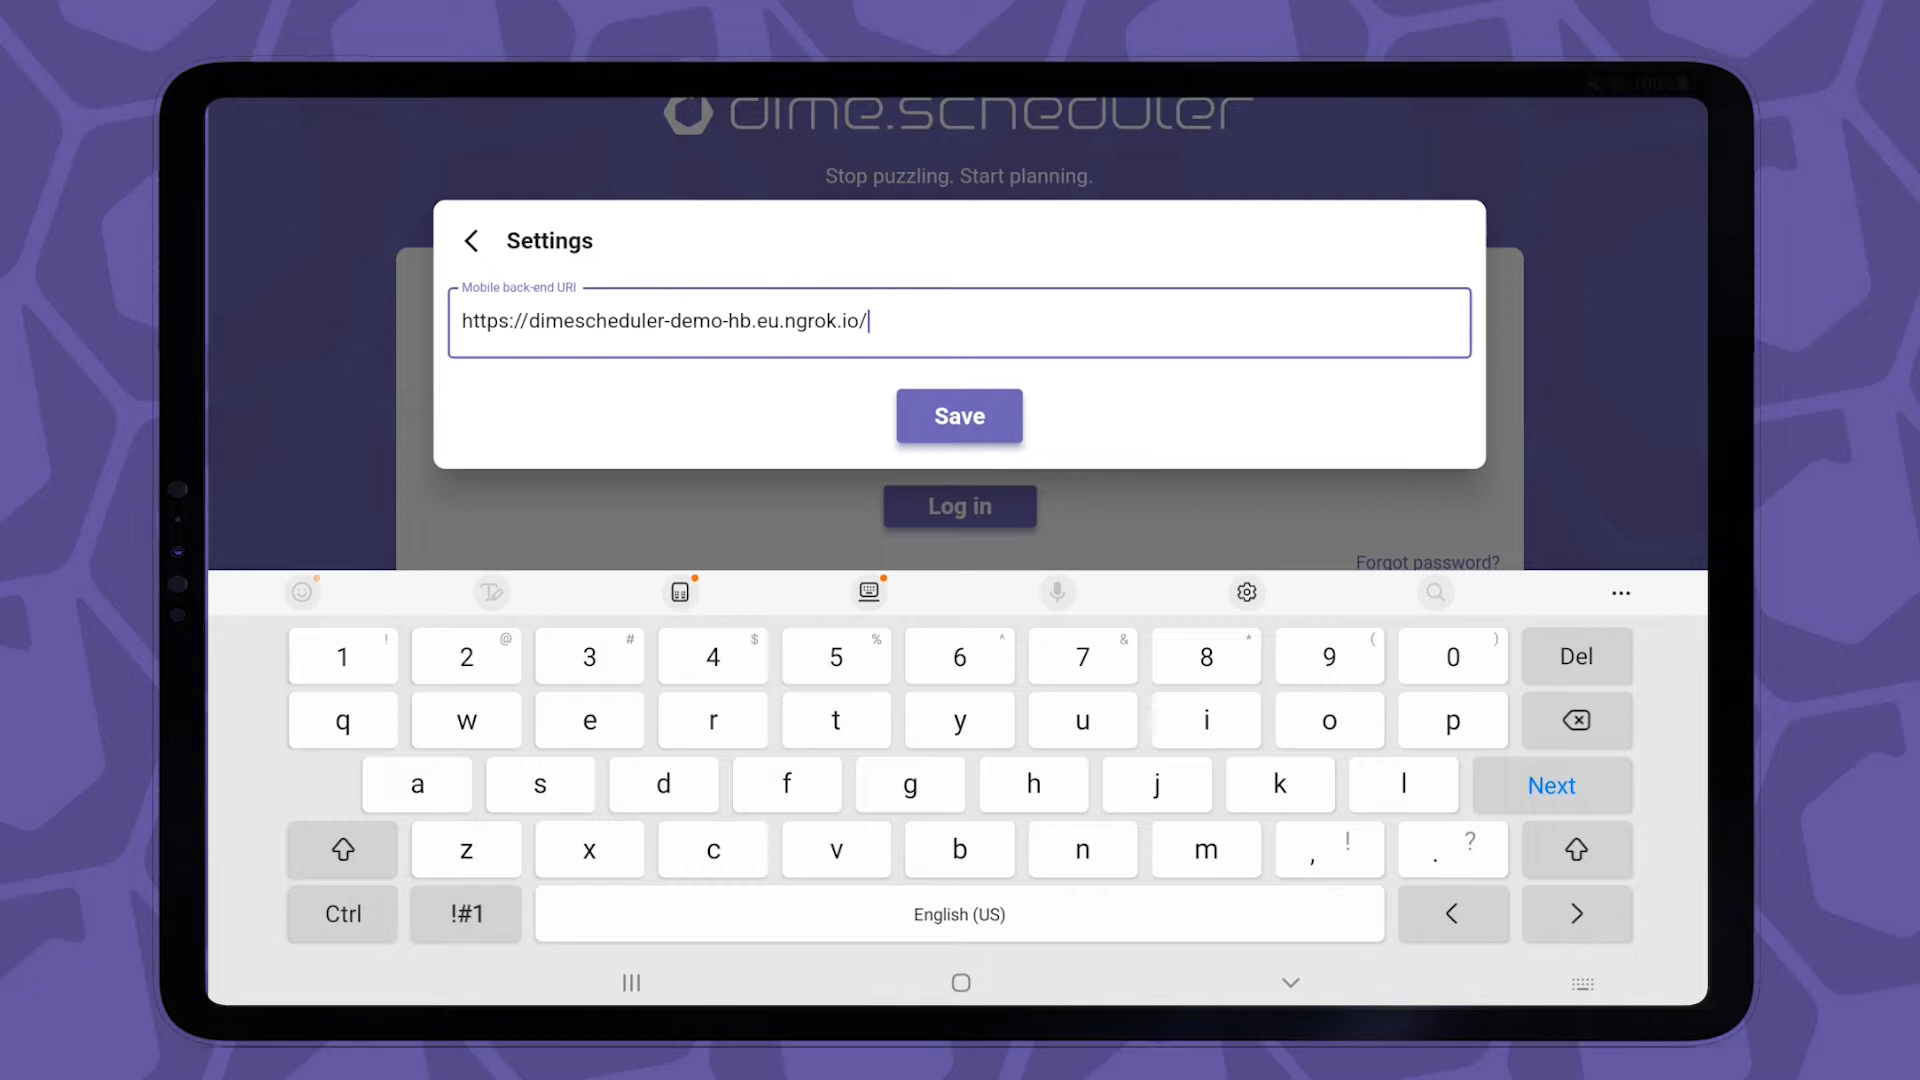 100%
dime.scheduler
Stop puzzling. Start planning.
Settings
Mobile back-end URI
https://dimescheduler-demo-hb.eu.ngrok.io/
Save
Log in
Forgot password?
1 ! 2 @ 3 # 4 $ 5 % 6 ^ 7 & 8 * 9 ( 0 ) Del
q w e r t y u i o p
a s d f g h j k l Next
z x c v b n m , ! . ?
Ctrl !#1 English (US)